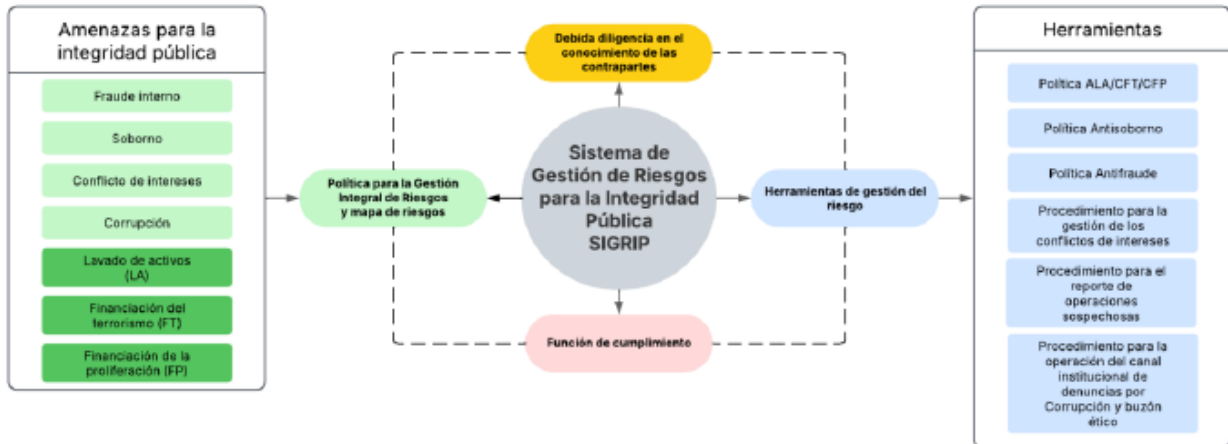 Amenazas para la
integridad pública
Fraude interno
Soborno
Conflicto de intereses
Corrupción
Lavado de activos
(LA)
Financiación del
terrorismo (FT)
Financiación de la
proliferación (FP)
Política para la Gestión
Integral de Riesgos
y mapa de riesgos
Debida diligencia en el
conocimiento de las
contrapartes
Sistema de
Gestión de Riesgos
para la Integridad
Pública
SIGRIP
Función de cumplimiento
Herramientas de gestión del
riesgo
Herramientas
Política ALA/CFT/CFP
Política Antisoborno
Política Antifraude
Procedimiento para la
gestión de los
conflictos de intereses
Procedimiento para el
reporte de
operaciones
sospechosas
Procedimiento para la
operación del canal
institucional de
denuncias por
Corrupción y buzón
ético